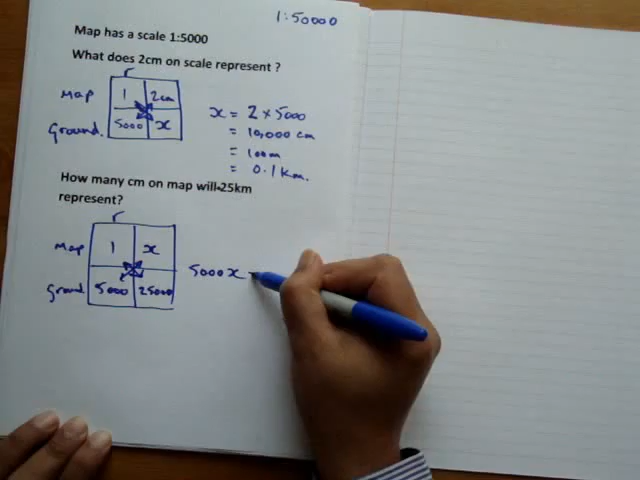 1:50000
Map has a scale 1:5000
What does 2cm on scale represent ?
r
Map 1 2cm
Ground. 5000 x
x = 2 x 5000
= 10,000 cm
= 100m
= 0.1 km.
How many cm on map will .25km
represent?
r
Map 1 x
Ground 5000 25000
5000x =